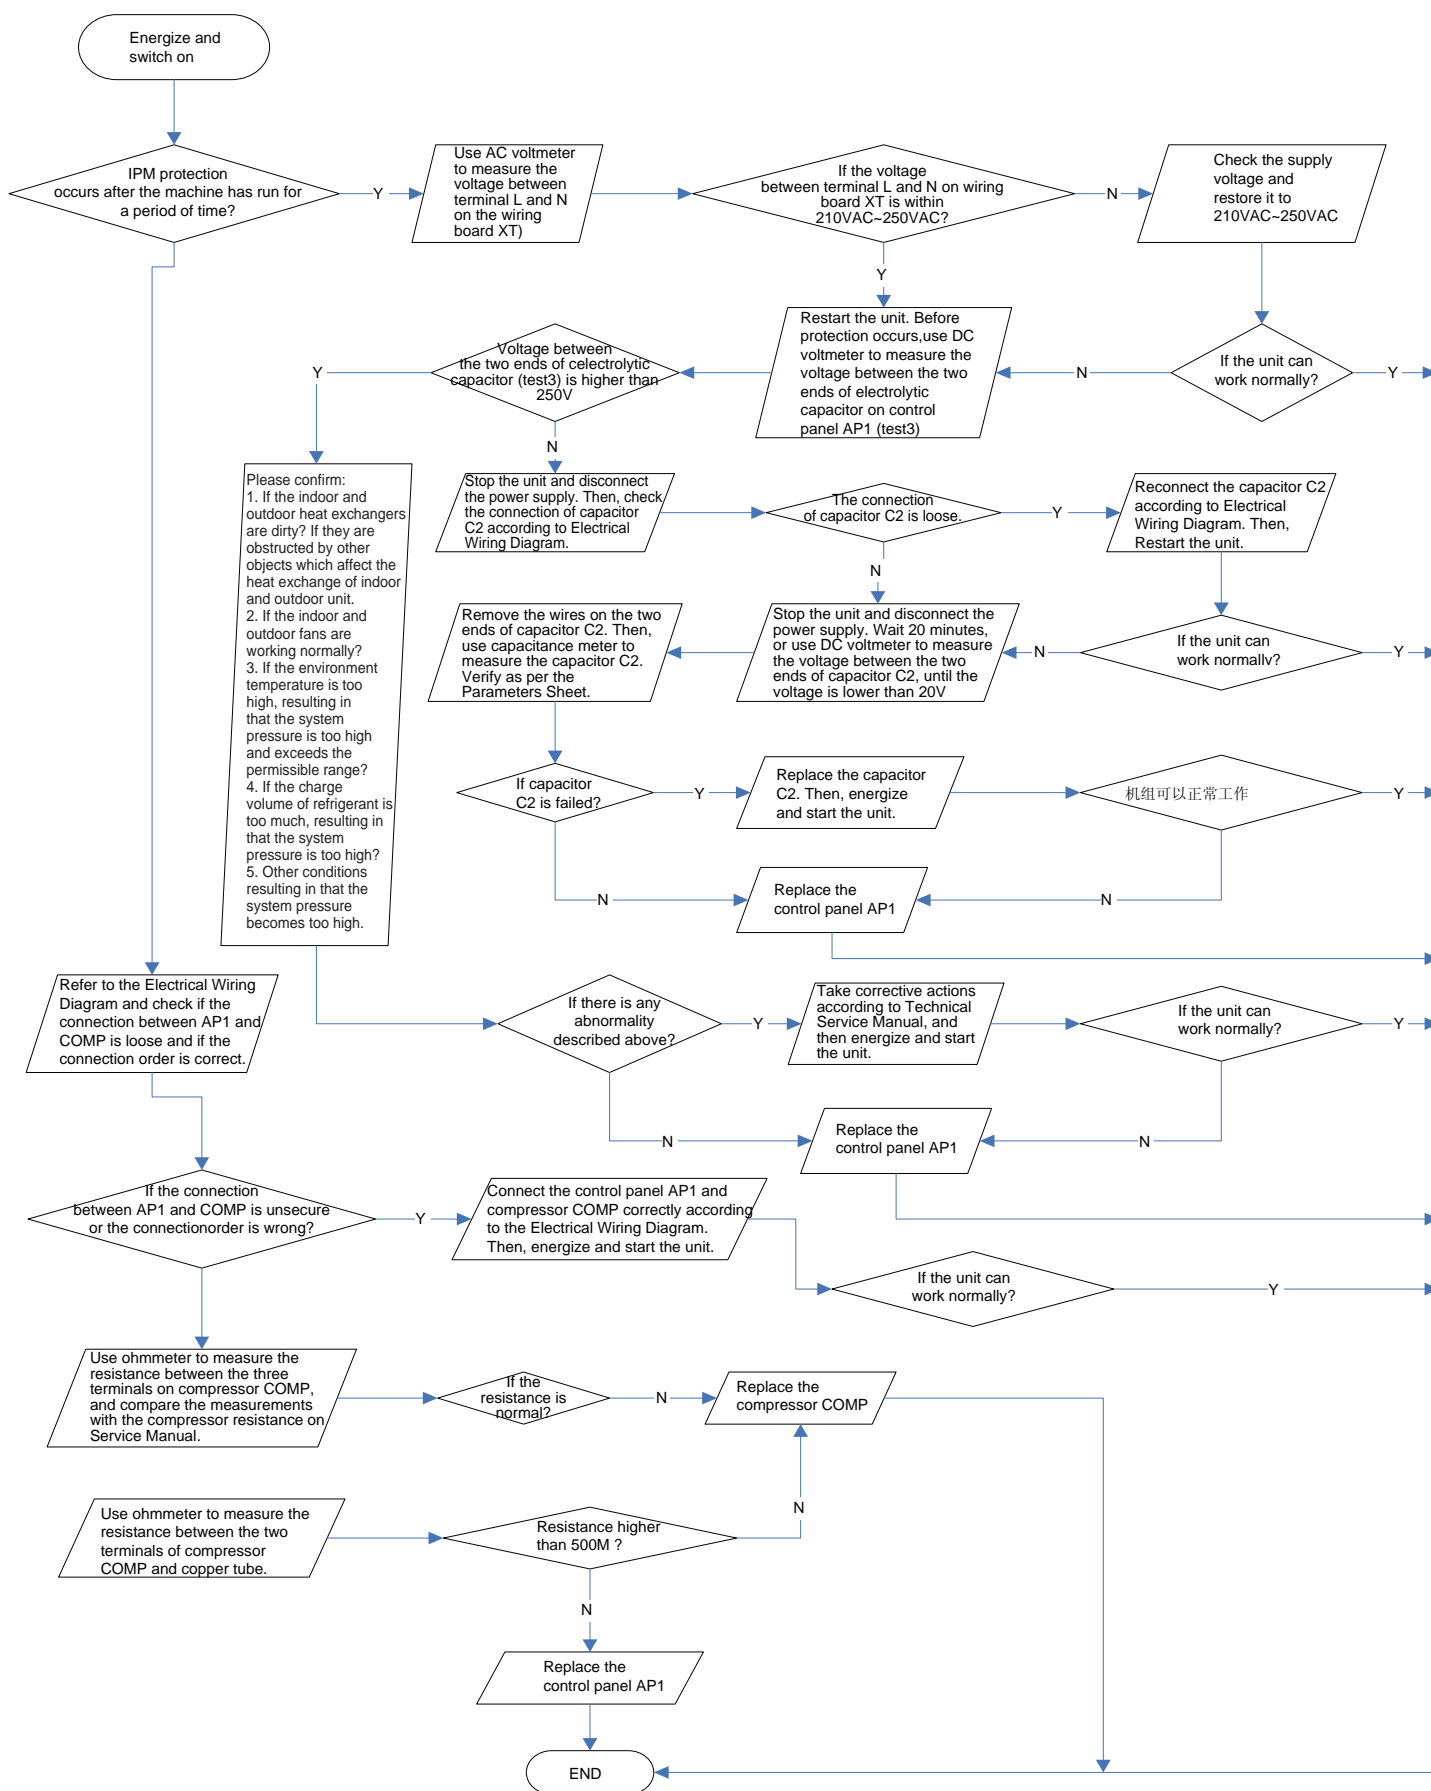 Energize and
switch on
IPM protection
occurs after the machine has run for
a period of time?
Y
Use AC voltmeter
to measure the
voltage between
terminal L and N
on the wiring
board XT)
If the voltage
between terminal L and N on wiring
board XT is within
210VAC~250VAC?
N
Check the supply
voltage and
restore it to
210VAC~250VAC
Y
Restart the unit. Before
protection occurs,use DC
voltmeter to measure the
voltage between the two
ends of electrolytic
capacitor on control
panel AP1 (test3)
Voltage between
the two ends of celectrolytic
capacitor (test3) is higher than
250V
Y
N
If the unit can
work normally?
Y
N
Please confirm:
1. If the indoor and
outdoor heat exchangers
are dirty? If they are
obstructed by other
objects which affect the
heat exchange of indoor
and outdoor unit.
2. If the indoor and
outdoor fans are
working normally?
3. If the environment
temperature is too
high, resulting in
that the system
pressure is too high
and exceeds the
permissible range?
4. If the charge
volume of refrigerant is
too much, resulting in
that the system
pressure is too high?
5. Other conditions
resulting in that the
system pressure
becomes too high.
Stop the unit and disconnect
the power supply. Then, check
the connection of capacitor
C2 according to Electrical
Wiring Diagram.
The connection
of capacitor C2 is loose.
Y
Reconnect the capacitor C2
according to Electrical
Wiring Diagram. Then,
Restart the unit.
N
Remove the wires on the two
ends of capacitor C2. Then,
use capacitance meter to
measure the capacitor C2.
Verify as per the
Parameters Sheet.
Stop the unit and disconnect the
power supply. Wait 20 minutes,
or use DC voltmeter to measure
the voltage between the two
ends of capacitor C2, until the
voltage is lower than 20V
N
If the unit can
work normallv?
Y
If capacitor
C2 is failed?
Y
Replace the capacitor
C2. Then, energize
and start the unit.
机组可以正常工作
Y
N
Replace the
control panel AP1
N
Refer to the Electrical Wiring
Diagram and check if the
connection between AP1 and
COMP is loose and if the
connection order is correct.
If there is any
abnormality
described above?
Y
Take corrective actions
according to Technical
Service Manual, and
then energize and start
the unit.
If the unit can
work normally?
Y
N
Replace the
control panel AP1
N
If the connection
between AP1 and COMP is unsecure
or the connectionorder is wrong?
Y
Connect the control panel AP1 and
compressor COMP correctly according
to the Electrical Wiring Diagram.
Then, energize and start the unit.
If the unit can
work normally?
Y
Use ohmmeter to measure the
resistance between the three
terminals on compressor COMP,
and compare the measurements
with the compressor resistance on
Service Manual.
If the
resistance is
normal?
N
Replace the
compressor COMP
Use ohmmeter to measure the
resistance between the two
terminals of compressor
COMP and copper tube.
Resistance higher
than 500M ?
N
N
Replace the
control panel AP1
END